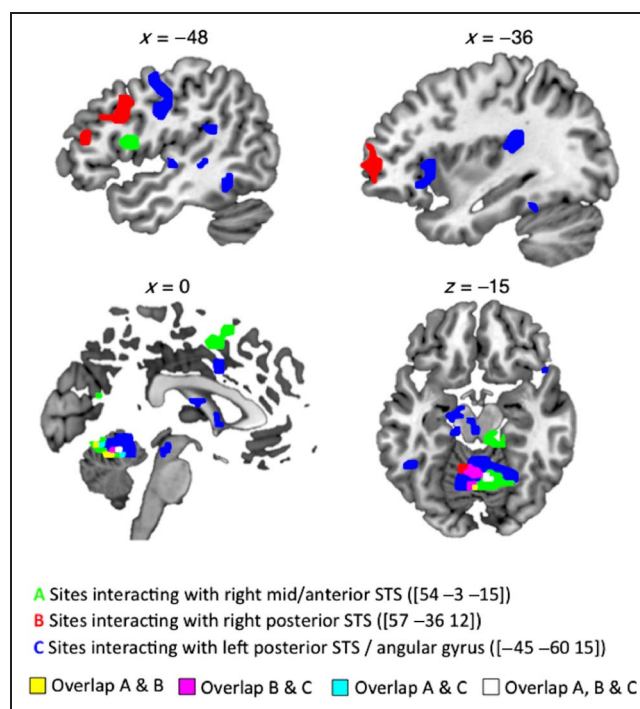 x = −48
x = −36
x = 0
z = −15
A Sites interacting with right mid/anterior STS ([54 −3 −15])
B Sites interacting with right posterior STS ([57 −36 12])
C Sites interacting with left posterior STS / angular gyrus ([−45 −60 15])
Overlap A & B Overlap B & C Overlap A & C Overlap A, B & C